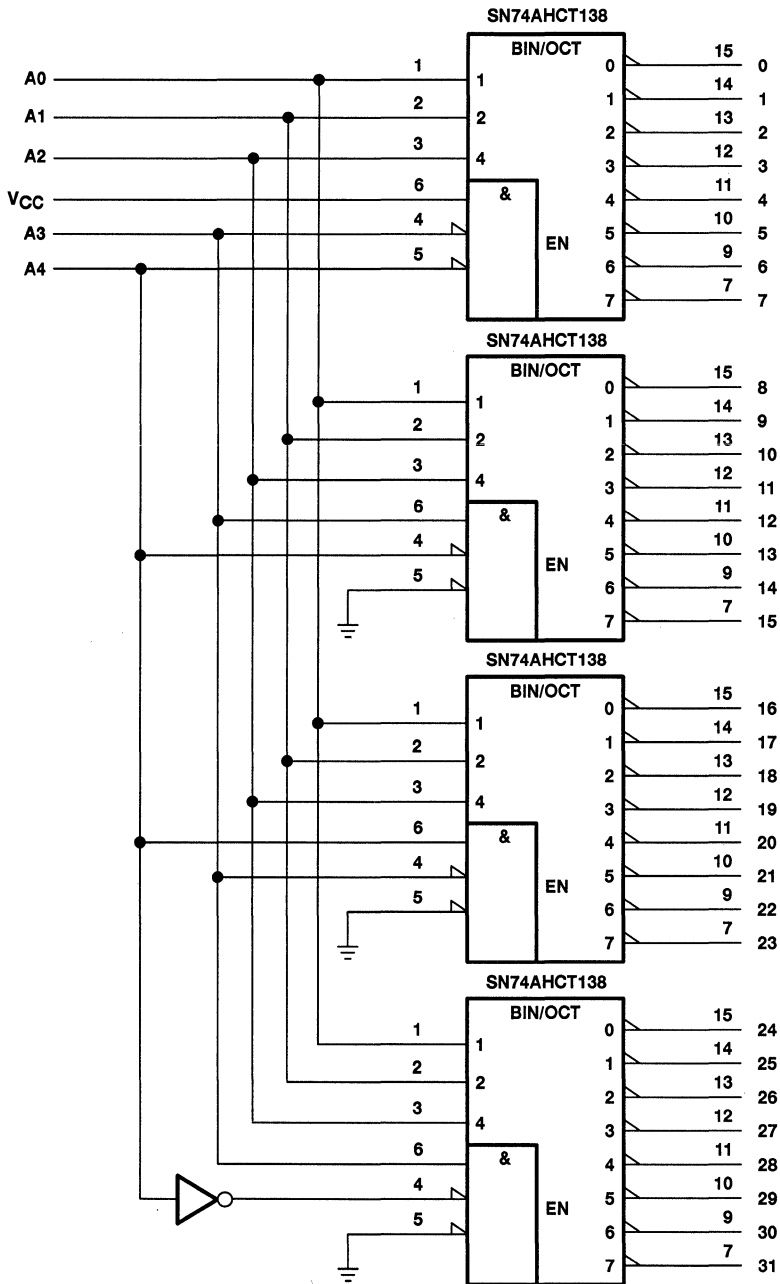 SN74AHCT138
BIN/OCT
A0 1 1 0 15 0
A1 2 2 1 14 1
A2 3 4 2 13 2
3 12 3
VCC 6 & 4 11 4
A3 4 EN 5 10 5
A4 5 6 9 6
7 7 7
SN74AHCT138
BIN/OCT
0 15 8
1 1 1 14 9
2 2 2 13 10
3 4 3 12 11
6 & 4 11 12
4 EN 5 10 13
5 6 9 14
7 7 15
SN74AHCT138
BIN/OCT
0 15 16
1 1 1 14 17
2 2 2 13 18
3 4 3 12 19
6 & 4 11 20
4 EN 5 10 21
5 6 9 22
7 7 23
SN74AHCT138
BIN/OCT
0 15 24
1 1 1 14 25
2 2 2 13 26
3 4 3 12 27
6 & 4 11 28
4 EN 5 10 29
5 6 9 30
7 7 31